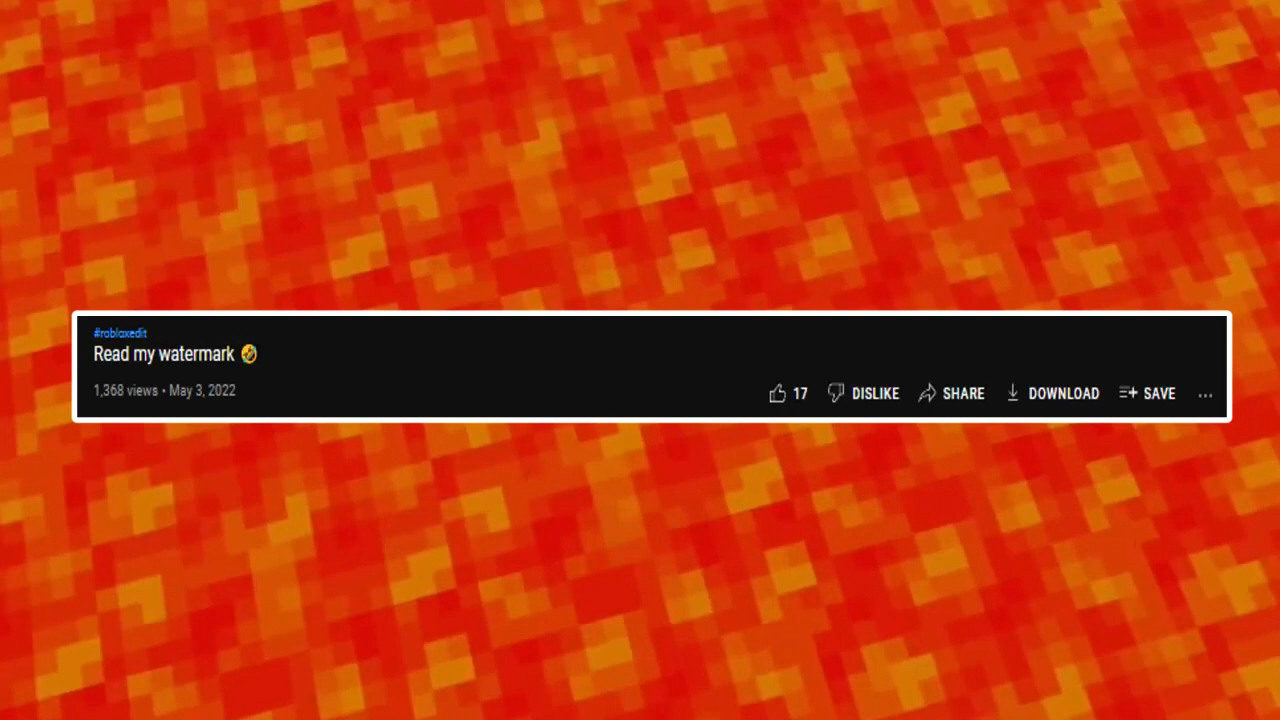 #robloxedit
Read my watermark 🤣
1,368 views • May 3, 2022
17 DISLIKE SHARE DOWNLOAD SAVE ...